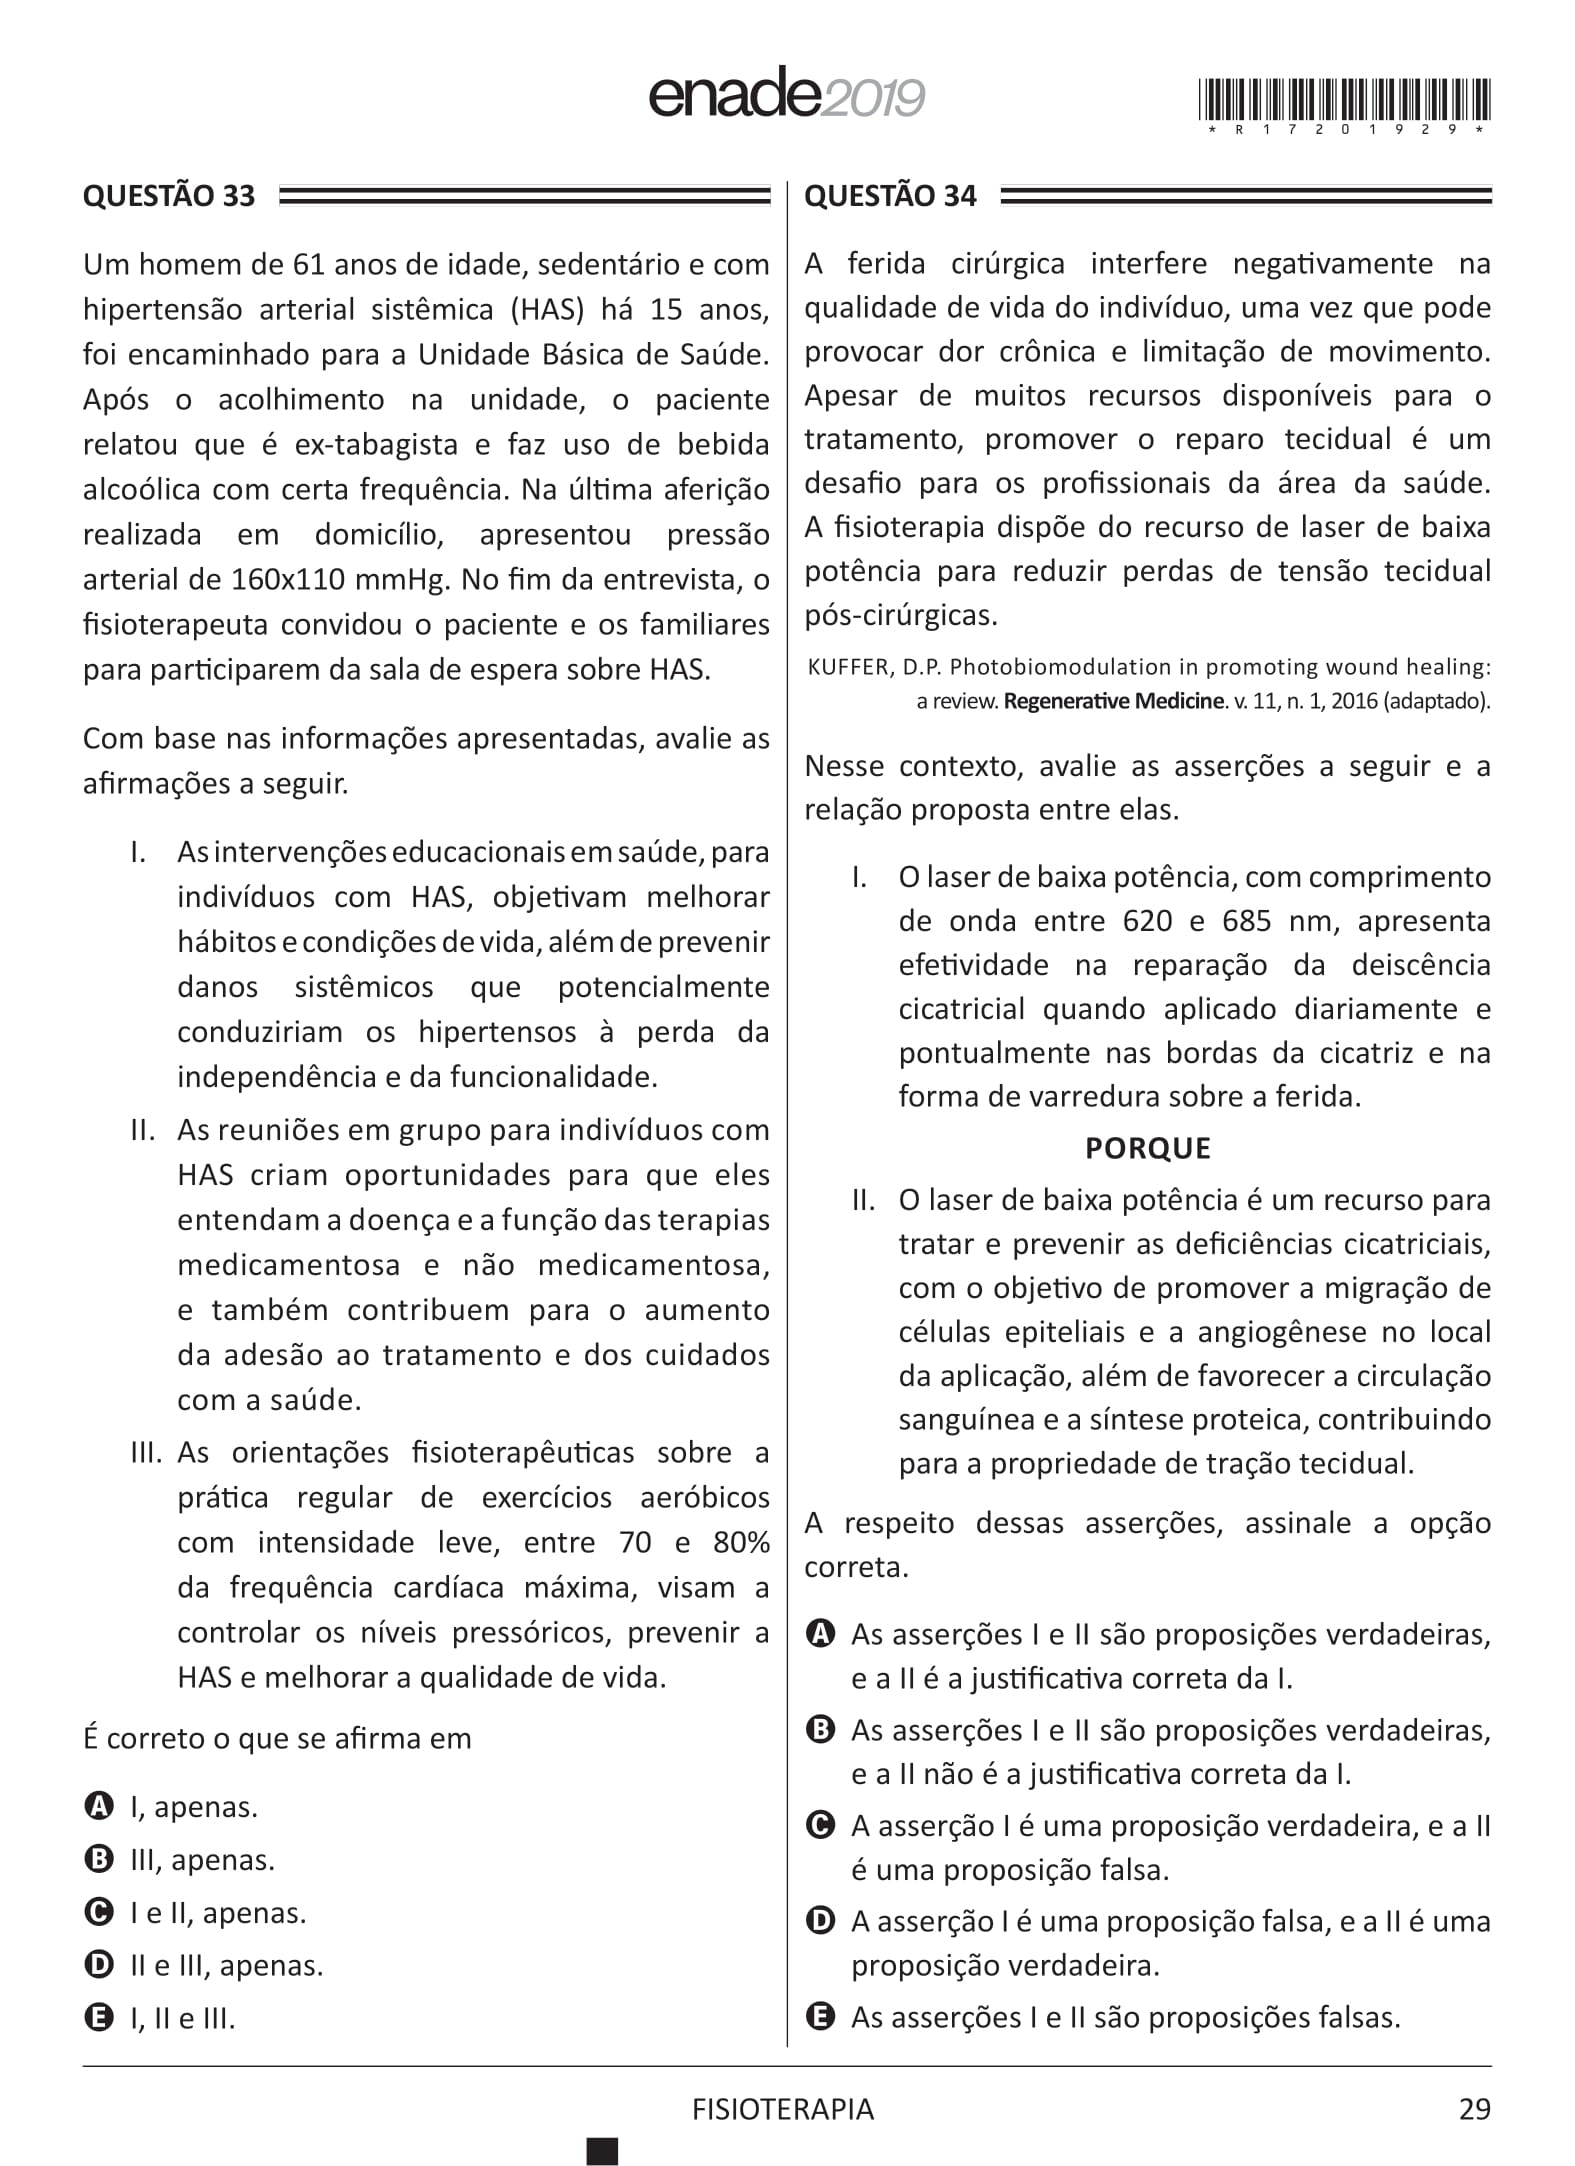 enade2019
*R17201929*
QUESTÃO 33
Um homem de 61 anos de idade, sedentário e com
hipertensão arterial sistêmica (HAS) há 15 anos,
foi encaminhado para a Unidade Básica de Saúde.
Após o acolhimento na unidade, o paciente
relatou que é ex-tabagista e faz uso de bebida
alcoólica com certa frequência. Na última aferição
realizada em domicílio, apresentou pressão
arterial de 160x110 mmHg. No fim da entrevista, o
fisioterapeuta convidou o paciente e os familiares
para participarem da sala de espera sobre HAS.
Com base nas informações apresentadas, avalie as
afirmações a seguir.
I. As intervenções educacionais em saúde, para
indivíduos com HAS, objetivam melhorar
hábitos e condições de vida, além de prevenir
danos sistêmicos que potencialmente
conduziriam os hipertensos à perda da
independência e da funcionalidade.
II. As reuniões em grupo para indivíduos com
HAS criam oportunidades para que eles
entendam a doença e a função das terapias
medicamentosa e não medicamentosa,
e também contribuem para o aumento
da adesão ao tratamento e dos cuidados
com a saúde.
III. As orientações fisioterapêuticas sobre a
prática regular de exercícios aeróbicos
com intensidade leve, entre 70 e 80%
da frequência cardíaca máxima, visam a
controlar os níveis pressóricos, prevenir a
HAS e melhorar a qualidade de vida.
É correto o que se afirma em
A I, apenas.
B III, apenas.
C I e II, apenas.
D II e III, apenas.
E I, II e III.
QUESTÃO 34
A ferida cirúrgica interfere negativamente na
qualidade de vida do indivíduo, uma vez que pode
provocar dor crônica e limitação de movimento.
Apesar de muitos recursos disponíveis para o
tratamento, promover o reparo tecidual é um
desafio para os profissionais da área da saúde.
A fisioterapia dispõe do recurso de laser de baixa
potência para reduzir perdas de tensão tecidual
pós-cirúrgicas.
KUFFER, D.P. Photobiomodulation in promoting wound healing:
a review. Regenerative Medicine. v. 11, n. 1, 2016 (adaptado).
Nesse contexto, avalie as asserções a seguir e a
relação proposta entre elas.
I. O laser de baixa potência, com comprimento
de onda entre 620 e 685 nm, apresenta
efetividade na reparação da deiscência
cicatricial quando aplicado diariamente e
pontualmente nas bordas da cicatriz e na
forma de varredura sobre a ferida.
PORQUE
II. O laser de baixa potência é um recurso para
tratar e prevenir as deficiências cicatriciais,
com o objetivo de promover a migração de
células epiteliais e a angiogênese no local
da aplicação, além de favorecer a circulação
sanguínea e a síntese proteica, contribuindo
para a propriedade de tração tecidual.
A respeito dessas asserções, assinale a opção
correta.
A As asserções I e II são proposições verdadeiras,
e a II é a justificativa correta da I.
B As asserções I e II são proposições verdadeiras,
e a II não é a justificativa correta da I.
C A asserção I é uma proposição verdadeira, e a II
é uma proposição falsa.
D A asserção I é uma proposição falsa, e a II é uma
proposição verdadeira.
E As asserções I e II são proposições falsas.
FISIOTERAPIA
29